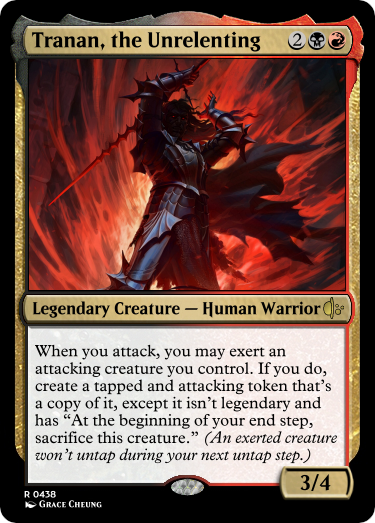 Tranan, the Unrelenting 2
Legendary Creature — Human Warrior
When you attack, you may exert an
attacking creature you control. If you do,
create a tapped and attacking token that's
a copy of it, except it isn't legendary and
has “At the beginning of your end step,
sacrifice this creature.” (An exerted creature
won't untap during your next untap step.)
3/4
R 0438
Grace Cheung